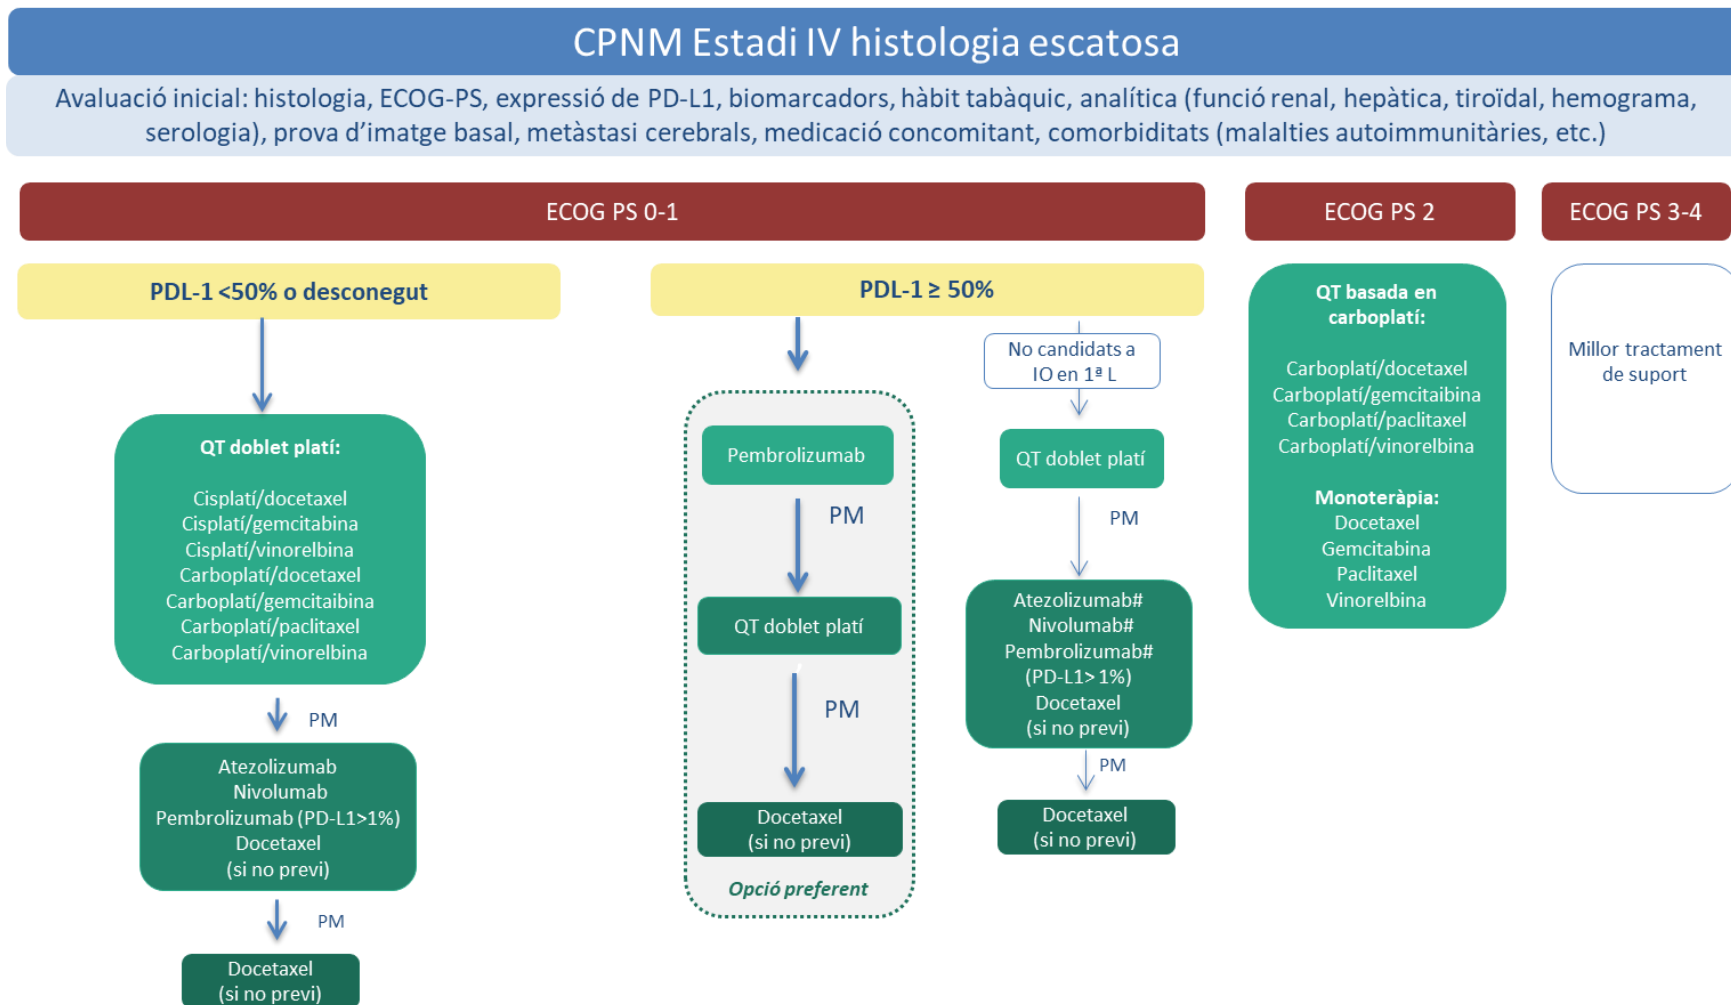 CPNM Estadi IV histologia escatosa
Avaluació inicial: histologia, ECOG-PS, expressió de PD-L1, biomarcadors, hàbit tabàquic, analítica (funció renal, hepàtica, tiroïdal, hemograma,
serologia), prova d’imatge basal, metàstasi cerebrals, medicació concomitant, comorbiditats (malalties autoimmunitàries, etc.)
ECOG PS 0-1
PDL-1 <50% o desconegut
QT doblet platí:
Cisplatí/docetaxel
Cisplatí/gemcitabina
Cisplatí/vinorelbina
Carboplatí/docetaxel
Carboplatí/gemcitaibina
Carboplatí/paclitaxel
Carboplatí/vinorelbina
PM
Atezolizumab
Nivolumab
Pembrolizumab (PD-L1>1%)
Docetaxel
(si no previ)
PM
Docetaxel
(si no previ)
PDL-1 ≥ 50%
Pembrolizumab
PM
QT doblet platí
PM
Docetaxel
(si no previ)
Opció preferent
No candidats a
IO en 1ª L
QT doblet platí
PM
Atezolizumab#
Nivolumab#
Pembrolizumab#
(PD-L1> 1%)
Docetaxel
(si no previ)
PM
Docetaxel
(si no previ)
ECOG PS 2
QT basada en
carboplatí:
Carboplatí/docetaxel
Carboplatí/gemcitaibina
Carboplatí/paclitaxel
Carboplatí/vinorelbina
Monoteràpia:
Docetaxel
Gemcitabina
Paclitaxel
Vinorelbina
ECOG PS 3-4
Millor tractament
de suport